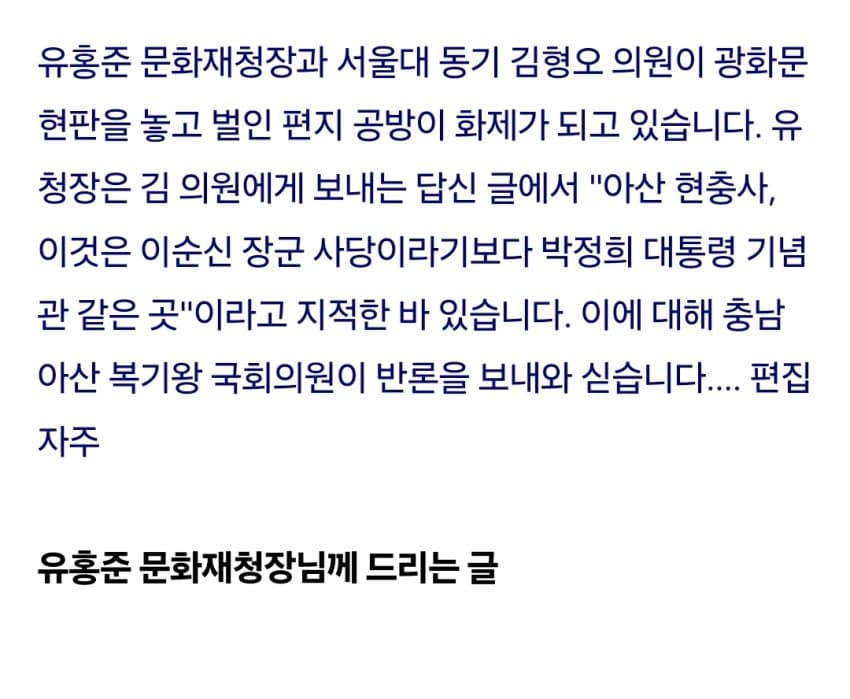 유홍준 문화재청장과 서울대 동기 김형오 의원이 광화문
현판을 놓고 벌인 편지 공방이 화제가 되고 있습니다. 유
청장은 김 의원에게 보내는 답신 글에서 "아산 현충사,
이것은 이순신 장군 사당이라기보다 박정희 대통령 기념
관 같은 곳"이라고 지적한 바 있습니다. 이에 대해 충남
아산 복기왕 국회의원이 반론을 보내와 싣습니다.... 편집
자주
유홍준 문화재청장님께 드리는 글